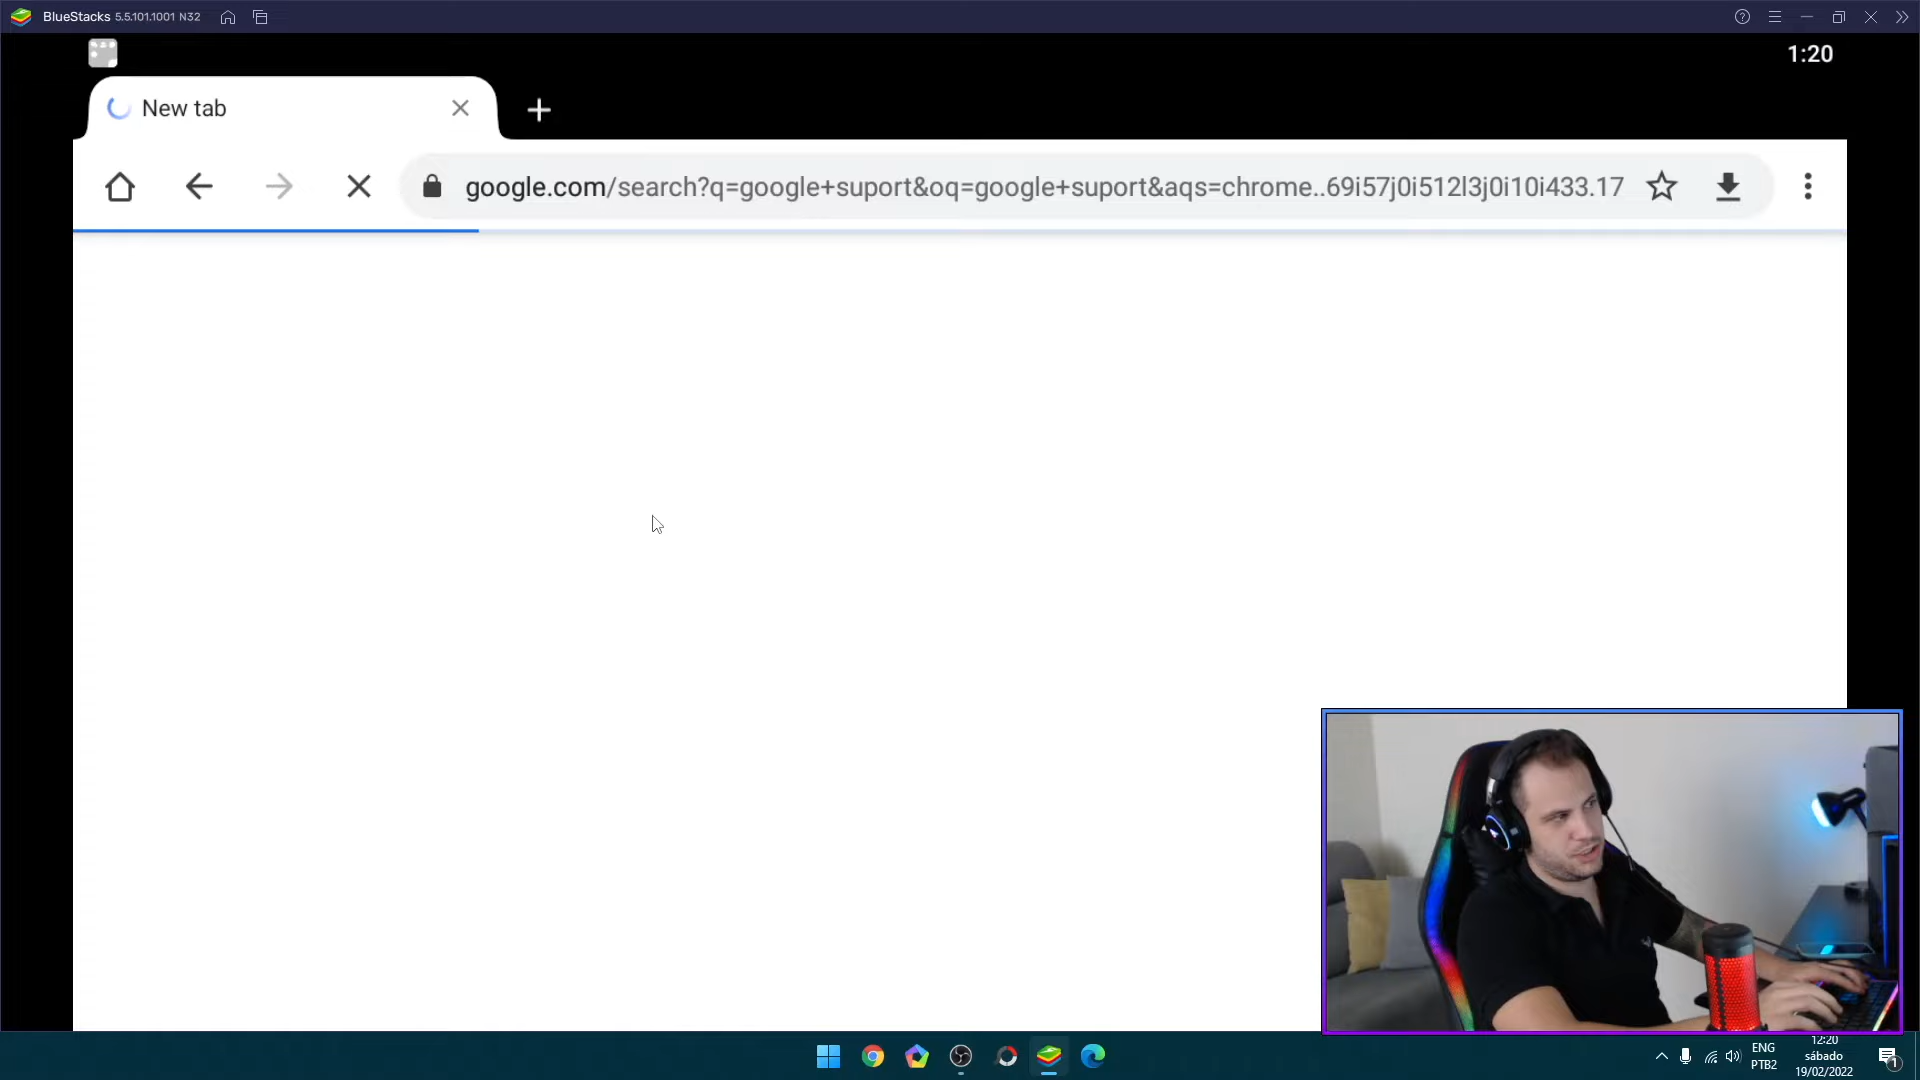 BlueStacks 5.5.101.1001 N32
1:20
New tab
google.com/search?q=google+suport&oq=google+suport&aqs=chrome..69i57j0i512l3j0i10i433.17
ENG
PTB2
12:20
sábado
19/02/2022
1